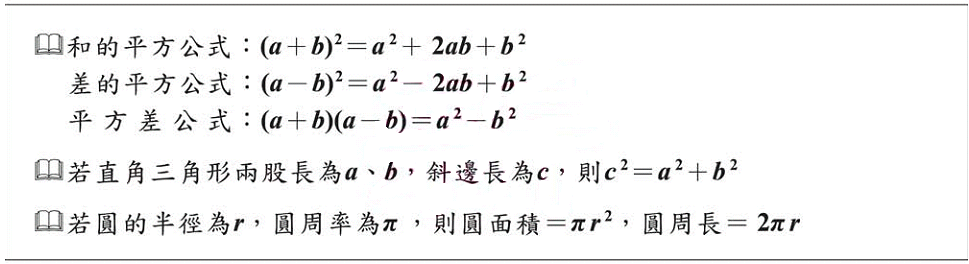 📖和的平方公式：(a+b)²=a²+2ab+b²
差的平方公式：(a−b)²=a²−2ab+b²
平方差公式：(a+b)(a−b)=a²−b²
📖若直角三角形兩股長為a、b，斜邊長為c，則c²=a²+b²
📖若圓的半徑為r，圓周率為π，則圓面積=πr²，圓周長=2πr